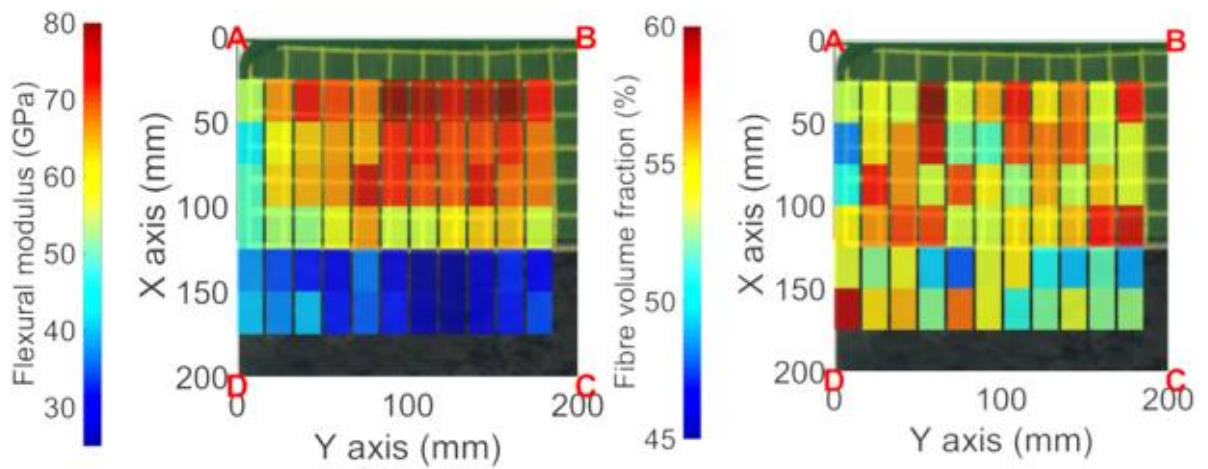 Flexural modulus (GPa)
80
70
60
50
40
30
X axis (mm)
0
50
100
150
200
A
B
D
C
0
100
200
Y axis (mm)
Fibre volume fraction (%)
60
55
50
45
X axis (mm)
0
50
100
150
200
A
B
D
C
0
100
200
Y axis (mm)